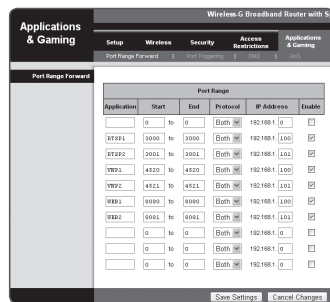 Wireless-G Broadband Router with S
Applications & Gaming
Setup Wireless Security Access Restrictions Applications & Gaming
Port Range Forward | Port Triggering | DMZ | QoS
Port Range Forward
Port Range
Application Start End Protocol IP Address Enable
0 to 0 Both 192.168.1. 0
RTSP1 3000 to 3000 Both 192.168.1. 100
RTSP2 3001 to 3001 Both 192.168.1. 101
VNP1 4520 to 4520 Both 192.168.1. 100
VNP2 4521 to 4521 Both 192.168.1. 101
WEB1 8080 to 8080 Both 192.168.1. 100
WEB2 8081 to 8081 Both 192.168.1. 101
0 to 0 Both 192.168.1. 0
0 to 0 Both 192.168.1. 0
0 to 0 Both 192.168.1. 0
Save Settings Cancel Changes